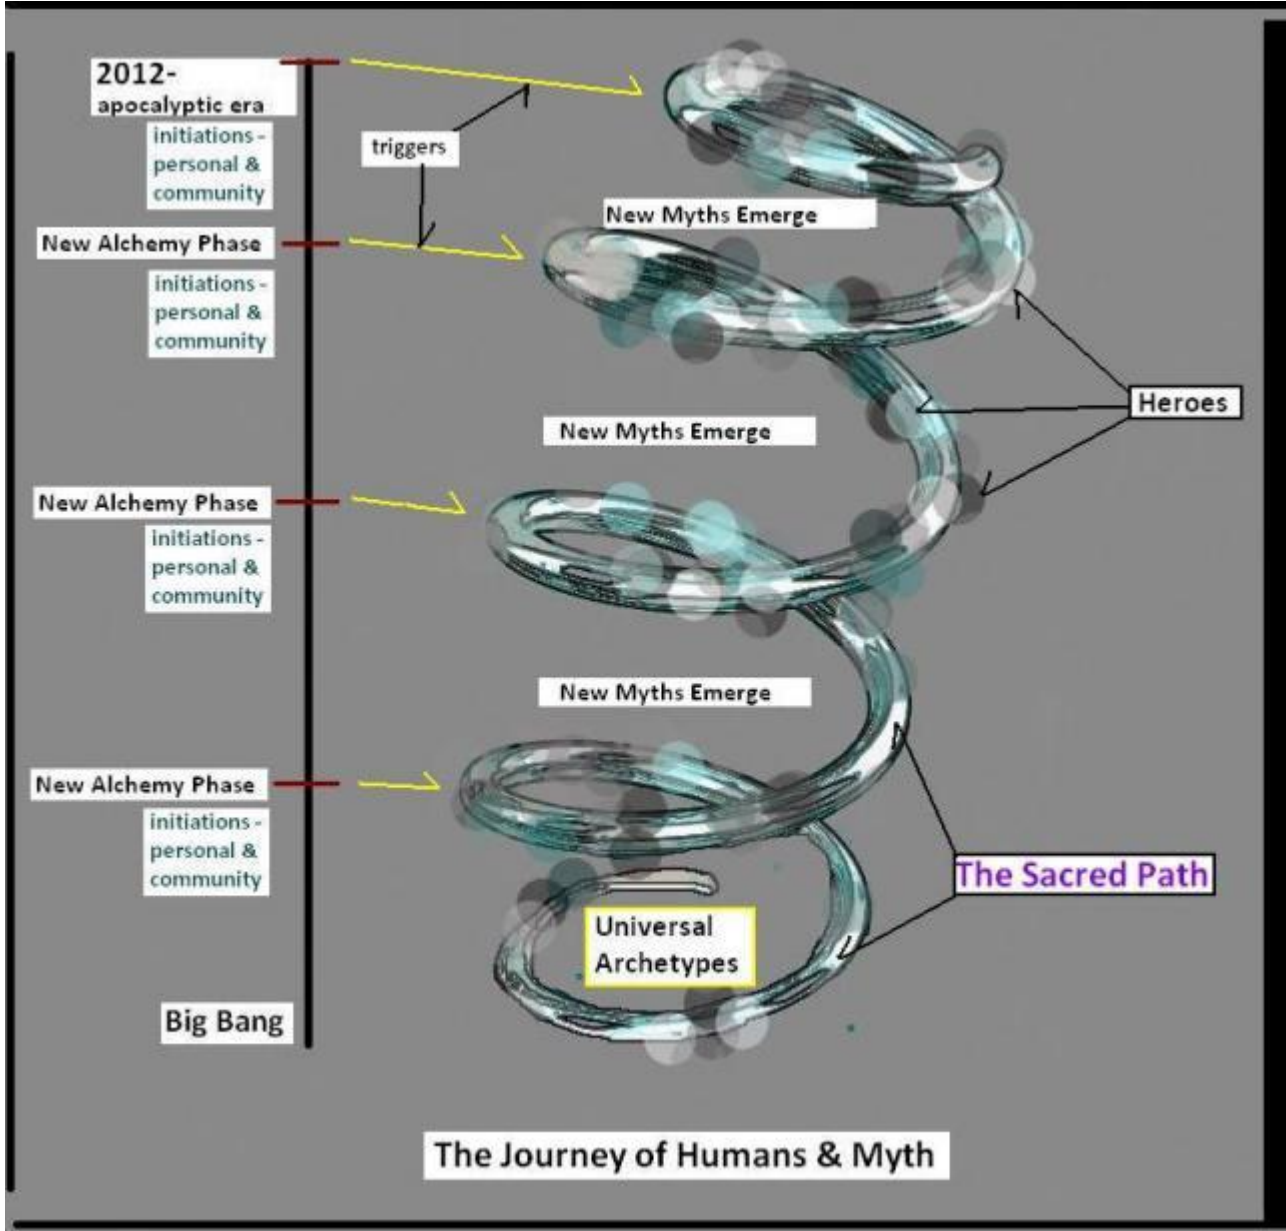 2012-
apocalyptic era
initiations -
personal &
community
triggers
New Myths Emerge
New Alchemy Phase
initiations -
personal &
community
Heroes
New Myths Emerge
New Alchemy Phase
initiations -
personal &
community
New Myths Emerge
New Alchemy Phase
initiations -
personal &
community
The Sacred Path
Universal
Archetypes
Big Bang
The Journey of Humans & Myth